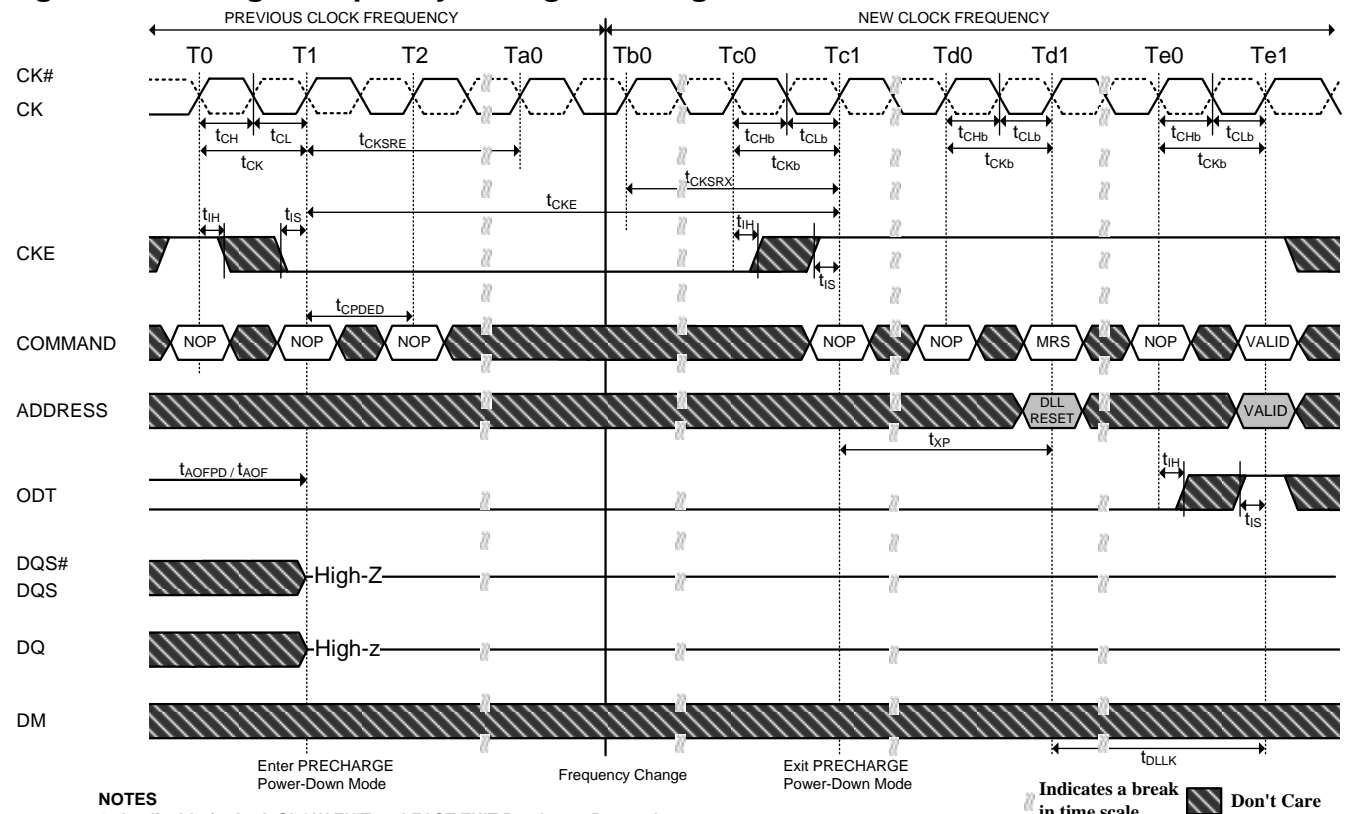 PREVIOUS CLOCK FREQUENCY NEW CLOCK FREQUENCY
T0 T1 T2 Ta0 Tb0 Tc0 Tc1 Td0 Td1 Te0 Te1
CK#
CK
tCH tCL tCHb tCLb tCHb tCLb tCHb tCLb
tCK tCKSRE tCKb tCKb tCKb
tCKSRX
tCKE
tIH tIS tIH
CKE
tIS
tCPDED
COMMAND NOP NOP NOP NOP NOP MRS NOP VALID
ADDRESS DLL RESET VALID
tXP
tAOFPD / tAOF tIH
ODT
tIS
DQS#
DQS
High-Z
DQ High-z
DM
tDLLK
Enter PRECHARGE
Power-Down Mode
Frequency Change
Exit PRECHARGE
Power-Down Mode
NOTES
Indicates a break
in time scale
Don't Care